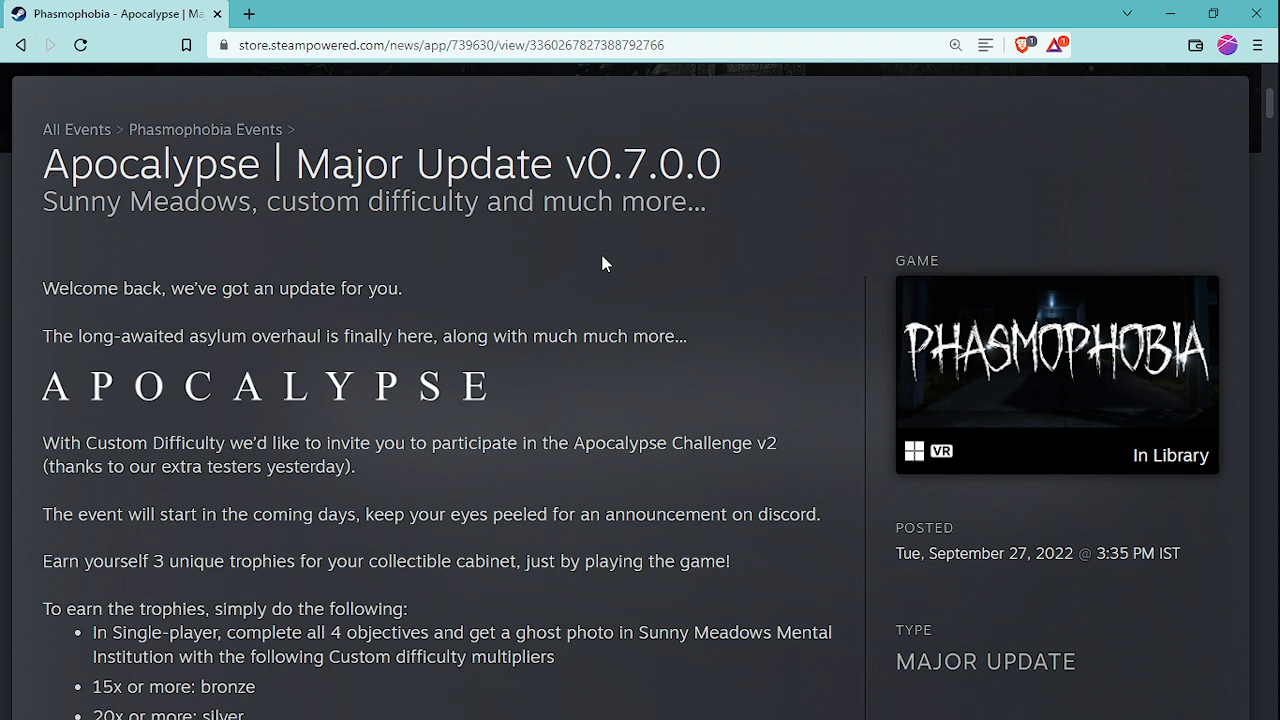 Phasmophobia - Apocalypse | Ma
store.steampowered.com/news/app/739630/view/3360267827388792766
1
1
All Events > Phasmophobia Events >
Apocalypse | Major Update v0.7.0.0
Sunny Meadows, custom difficulty and much more...
Welcome back, we've got an update for you.
The long-awaited asylum overhaul is finally here, along with much much more...
A P O C A L Y P S E
With Custom Difficulty we'd like to invite you to participate in the Apocalypse Challenge v2
(thanks to our extra testers yesterday).
The event will start in the coming days, keep your eyes peeled for an announcement on discord.
Earn yourself 3 unique trophies for your collectible cabinet, just by playing the game!
To earn the trophies, simply do the following:
• In Single-player, complete all 4 objectives and get a ghost photo in Sunny Meadows Mental
Institution with the following Custom difficulty multipliers
• 15x or more: bronze
• 20x or more: silver
GAME
PHASMOPHOBIA
VR
In Library
POSTED
Tue, September 27, 2022 @ 3:35 PM IST
TYPE
MAJOR UPDATE